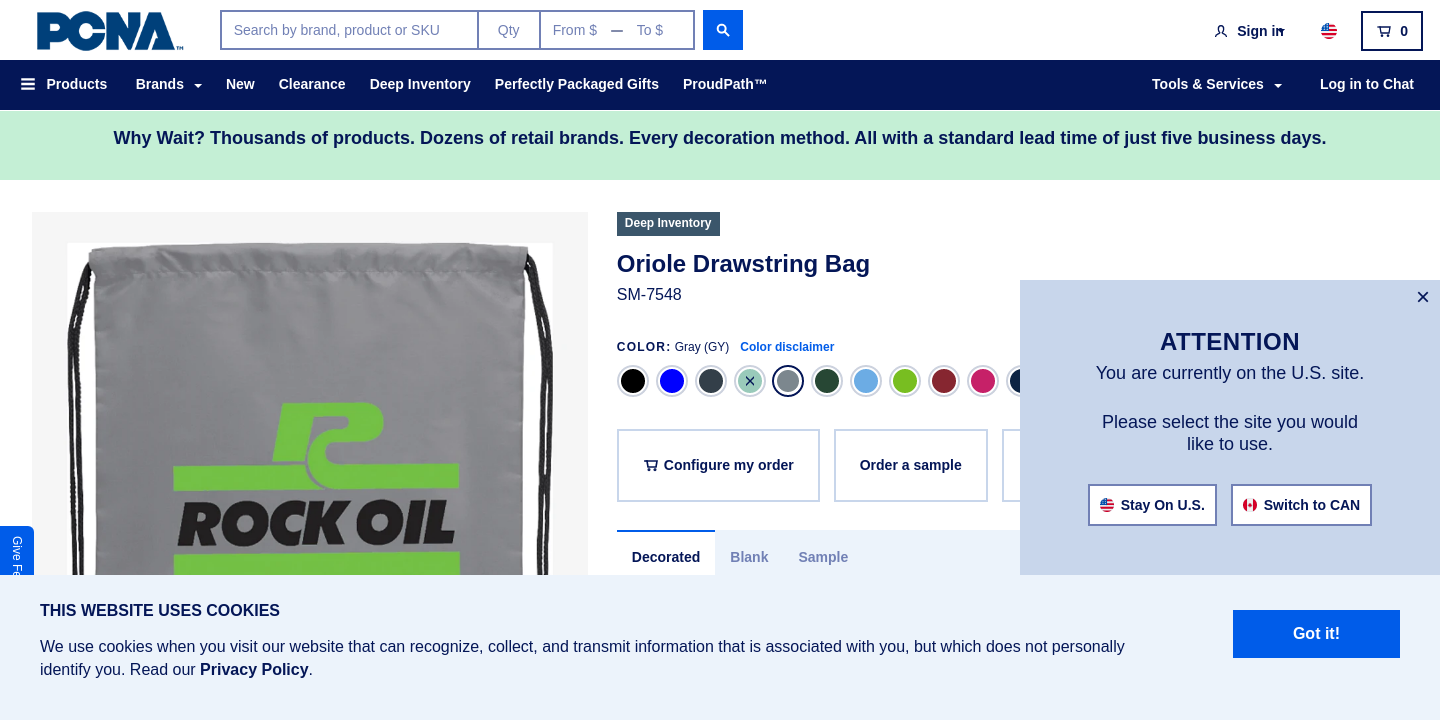 PCNA™
Search by brand, product or SKU
Qty
From $ — To $
Sign in
0
Products
Brands
New
Clearance
Deep Inventory
Perfectly Packaged Gifts
ProudPath™
Tools & Services
Log in to Chat
Why Wait? Thousands of products. Dozens of retail brands. Every decoration method. All with a standard lead time of just five business days.
Deep Inventory
Oriole Drawstring Bag
SM-7548
COLOR: Gray (GY) Color disclaimer
Configure my order
Order a sample
Decorated
Blank
Sample
ROCK OIL
Give
×
ATTENTION
You are currently on the U.S. site.
Please select the site you would
like to use.
Stay On U.S.
Switch to CAN
THIS WEBSITE USES COOKIES
We use cookies when you visit our website that can recognize, collect, and transmit information that is associated with you, but which does not personally
identify you. Read our Privacy Policy.
Got it!